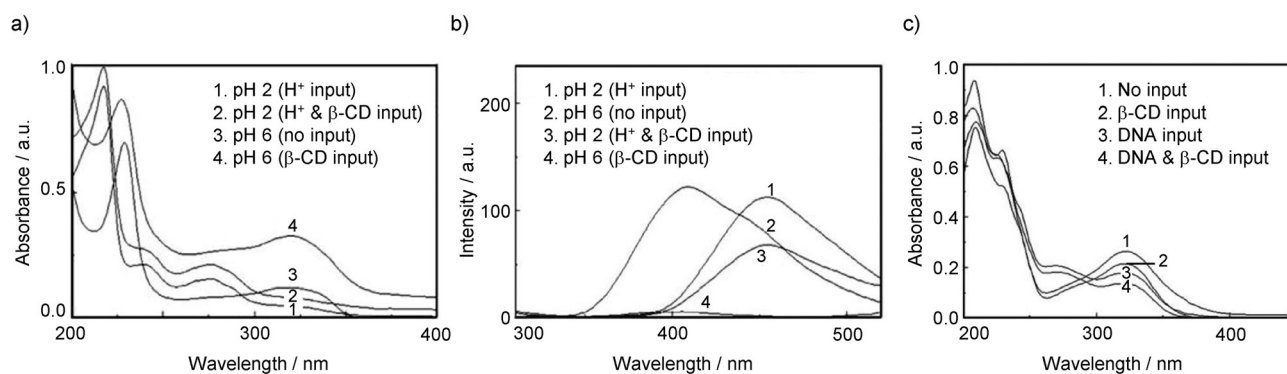 a)
1.0
0.5
0.0
200
300
400
Absorbance / a.u.
Wavelength / nm
1. pH 2 (H⁺ input)
2. pH 2 (H⁺ & β-CD input)
3. pH 6 (no input)
4. pH 6 (β-CD input)
4
3
2
1
b)
200
100
0
300
400
500
Intensity / a.u.
Wavelength / nm
1. pH 2 (H⁺ input)
2. pH 6 (no input)
3. pH 2 (H⁺ & β-CD input)
4. pH 6 (β-CD input)
1
2
3
4
c)
1.0
0.8
0.6
0.4
0.2
0.0
200
300
400
Absorbance / a.u.
Wavelength / nm
1. No input
2. β-CD input
3. DNA input
4. DNA & β-CD input
1
2
3
4